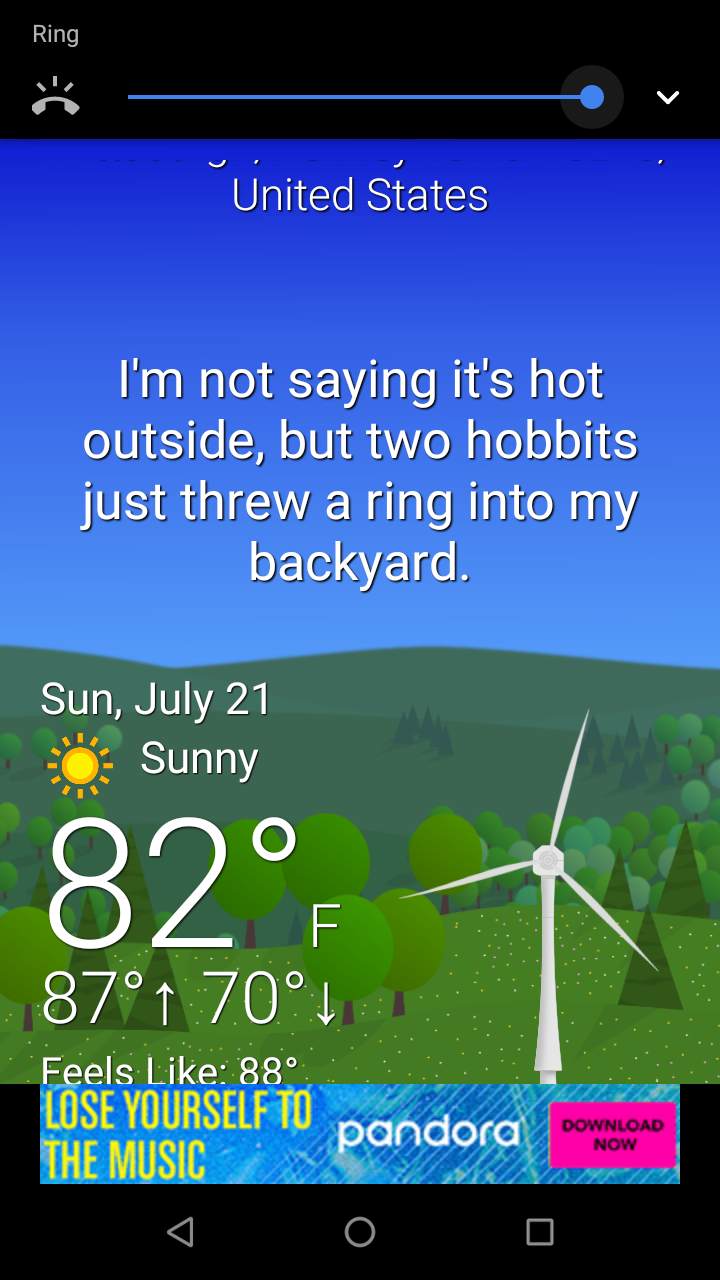 Ring
United States
I'm not saying it's hot
outside, but two hobbits
just threw a ring into my
backyard.
Sun, July 21
Sunny
82°F
87°↑ 70°↓
Feels Like: 88°
LOSE YOURSELF TO
THE MUSIC
pandora
DOWNLOAD
NOW